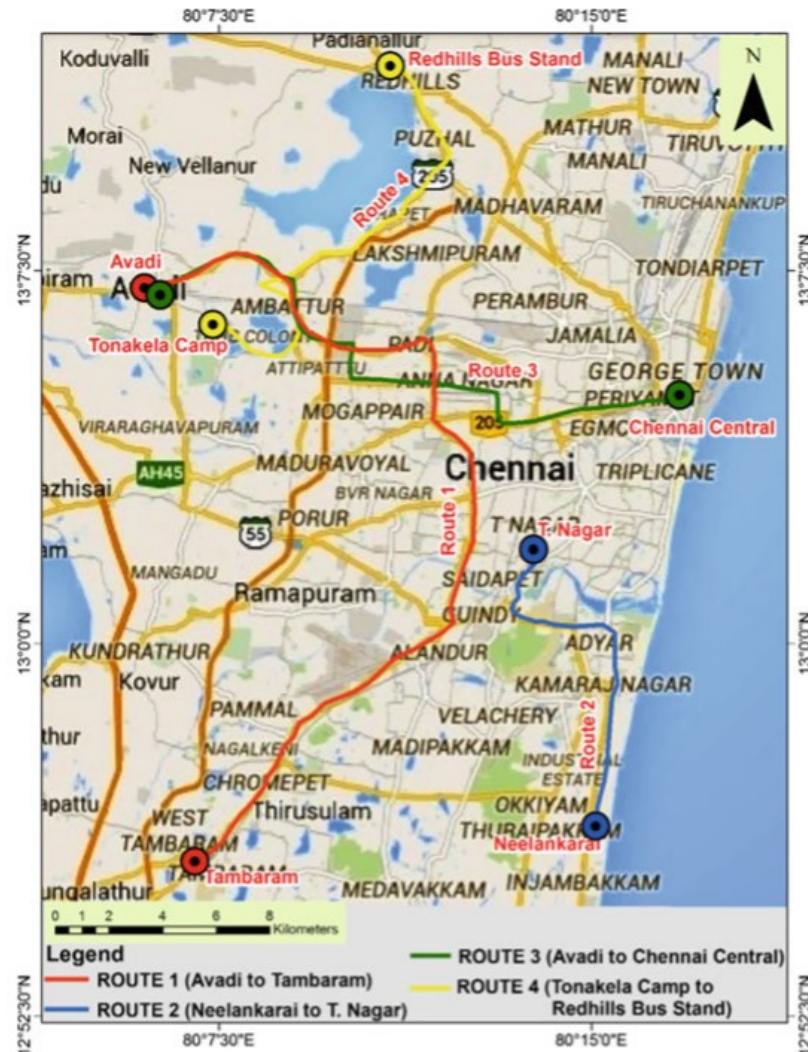 80°7'30"E
80°15'0"E
Padianallur
Koduvalli
Redhills Bus Stand
MANALI
N
REDHILLS
NEW TOWN
Morai
PUZHAL
MATHUR
MANALI
New Vellanur
205
Route 4
TIRUCHANANKUP
MADHAVARAM
13°7'30"N
LAKSHMIPURAM
13°7'30"N
Avadi
TONDIARPET
AMBATTUR
PERAMBUR
Tonakela Camp
JAMALIA
PADI
ATTIPATTU
Route 3
GEORGE TOWN
ANNA NAGAR
MOGAPPAIR
205
VIRARAGHAVAPURAM
Chennai Central
AH45
MADURAVOYAL
Chennai
TRIPLICANE
BVR NAGAR
Route 1
PORUR
T NAGAR
T. Nagar
55
MANGADU
SAIDAPET
Ramapuram
GUINDY
13°0'0"N
KUNDRATHUR
ALANDUR
ADYAR
13°0'0"N
Kovur
KAMARAJ NAGAR
PAMMAL
VELACHERY
Route 2
NAGALKENI
MADIPAKKAM
INDUSTRIAL
ESTATE
CHROMEPET
Thirusulam
OKKIYAM
WEST
TAMBARAM
Neelankarai
Tambaram
MEDAVAKKAM
INJAMBAKKAM
0 1 2 4 6 8
Kilometers
Legend
ROUTE 1 (Avadi to Tambaram)
ROUTE 2 (Neelankarai to T. Nagar)
ROUTE 3 (Avadi to Chennai Central)
ROUTE 4 (Tonakela Camp to
Redhills Bus Stand)
12°52'30"N
12°52'30"N
80°7'30"E
80°15'0"E